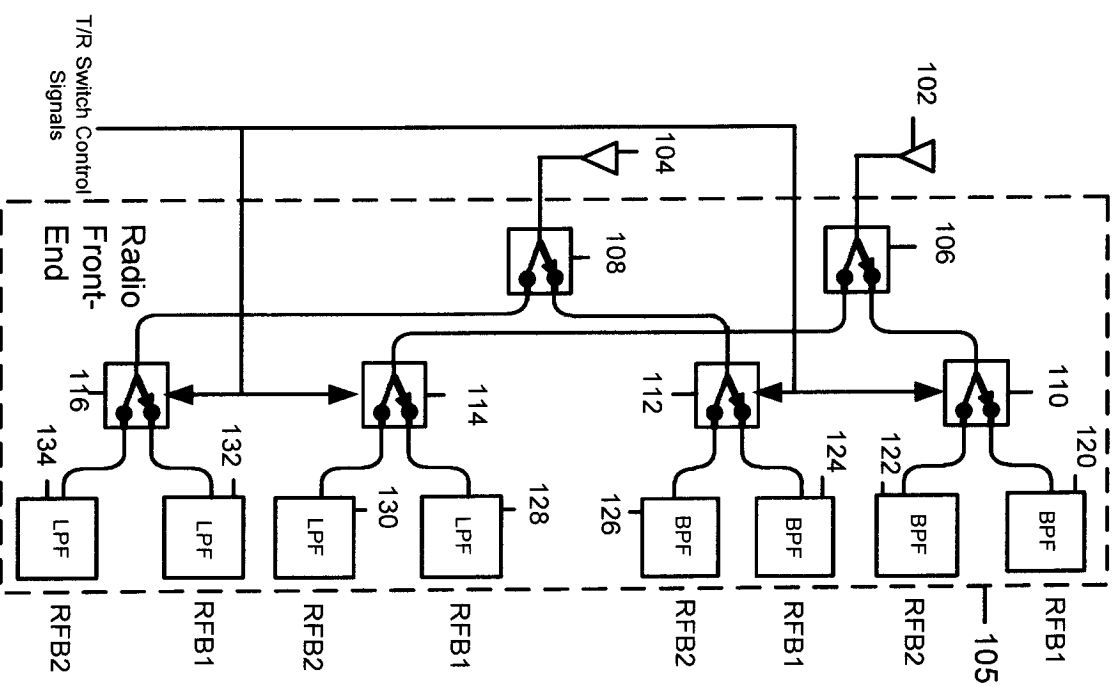 102
104
106
108
110
112
114
116
120
122
124
126
128
130
132
134
BPF
BPF
BPF
BPF
LPF
LPF
LPF
LPF
RFB1
RFB2
RFB1
RFB2
RFB1
RFB2
RFB1
RFB2
105
Radio
Front-
End
T/R Switch Control
Signals